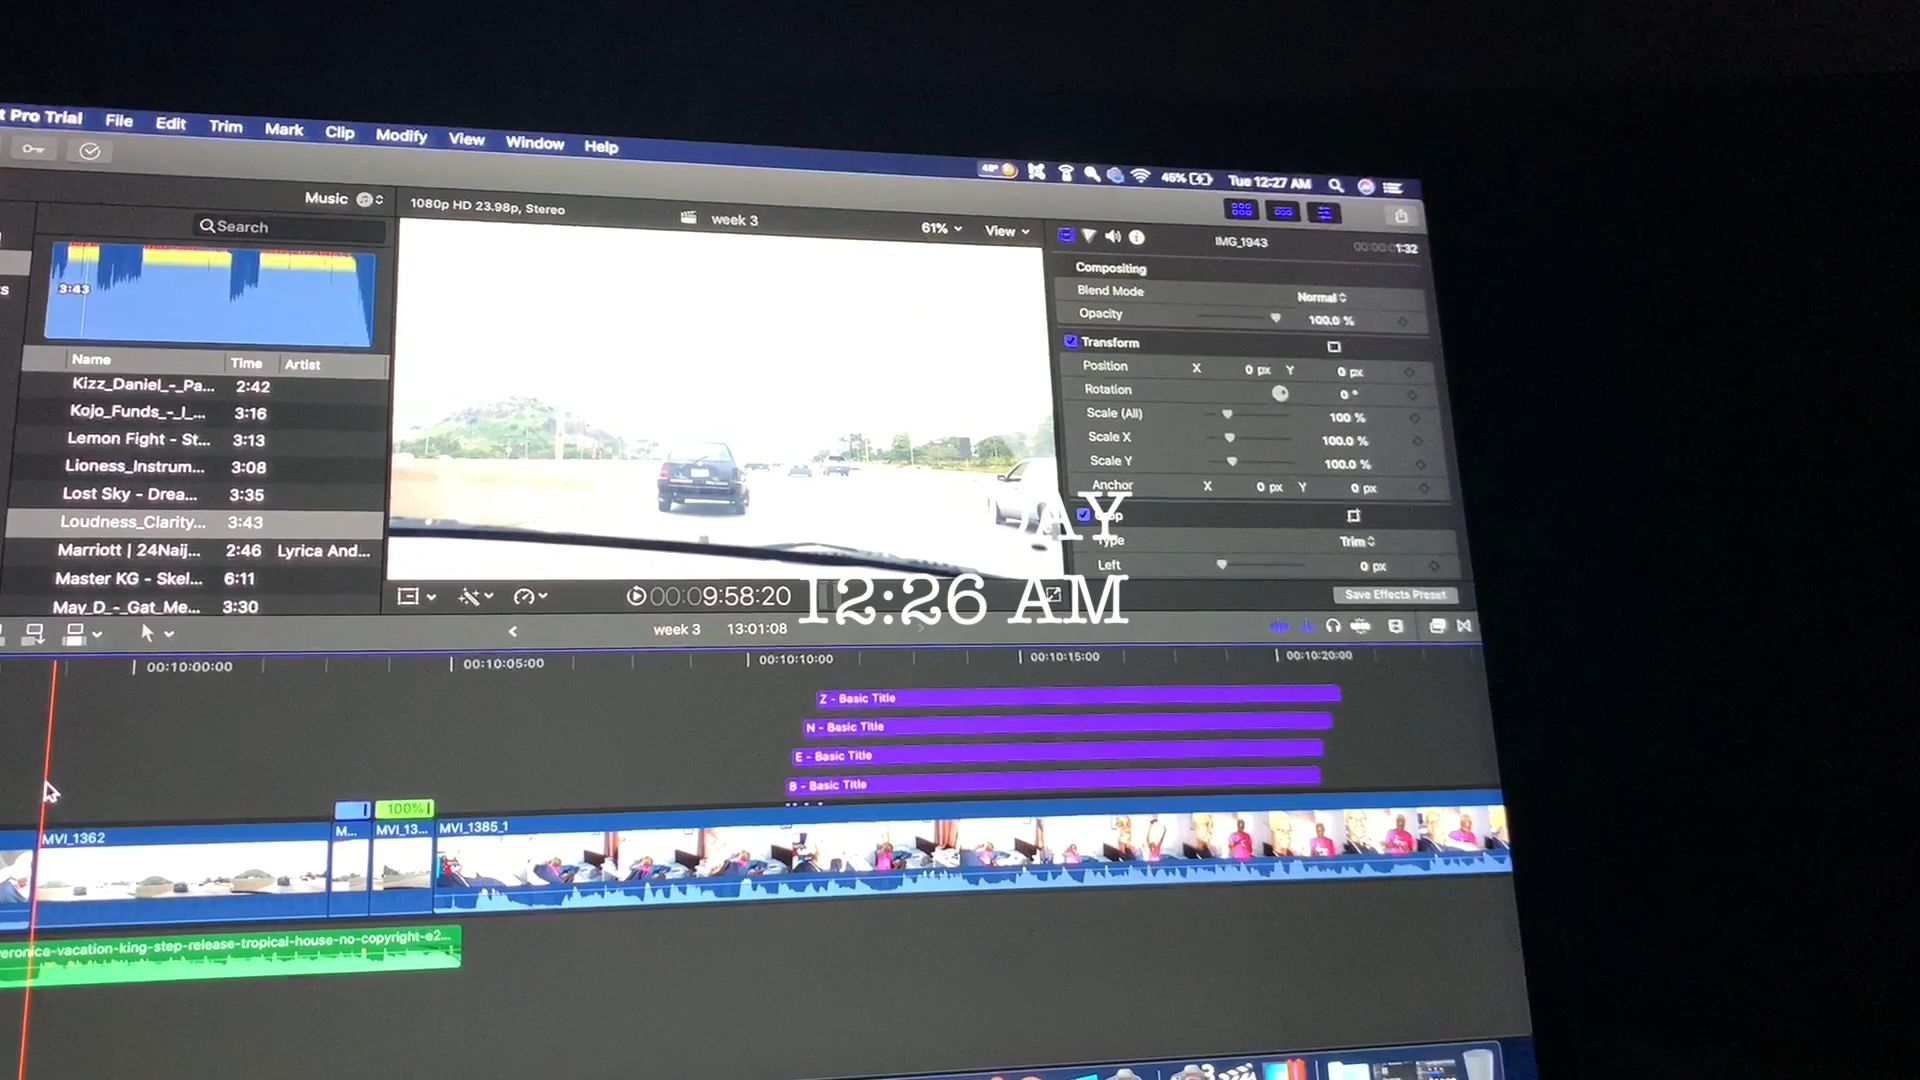 t Pro Trial File Edit Trim Mark Clip Modify View Window Help
48° 45% Tue 12:27 AM
Music 1080p HD 23.98p, Stereo week 3 61% View
Search
3:43
IMG_1943 00:00:01:32
Compositing
Blend Mode Normal
Opacity 100.0 %
Transform
Position X 0 px Y 0 px
Rotation 0 °
Scale (All) 100 %
Scale X 100.0 %
Scale Y 100.0 %
Anchor X 0 px Y 0 px
Type Trim
Left 0 px
Save Effects Preset
Name Time Artist
Kizz_Daniel_-_Pa... 2:42
Kojo_Funds_-_I_... 3:16
Lemon Fight - St... 3:13
Lioness_Instrum... 3:08
Lost Sky - Drea... 3:35
Loudness_Clarity... 3:43
Marriott | 24Naij... 2:46 Lyrica And...
Master KG - Skel... 6:11
May_D_-_Gat_Me... 3:30
AY
12:26 AM
00:09:58:20
week 3 13:01:08
00:10:00:00 00:10:05:00 00:10:10:00 00:10:15:00 00:10:20:00
Z - Basic Title
N - Basic Title
E - Basic Title
B - Basic Title
100%
MVI_1362 M... MVI_13... MVI_1385_1
eronica-vacation-king-step-release-tropical-house-no-copyright-e2...